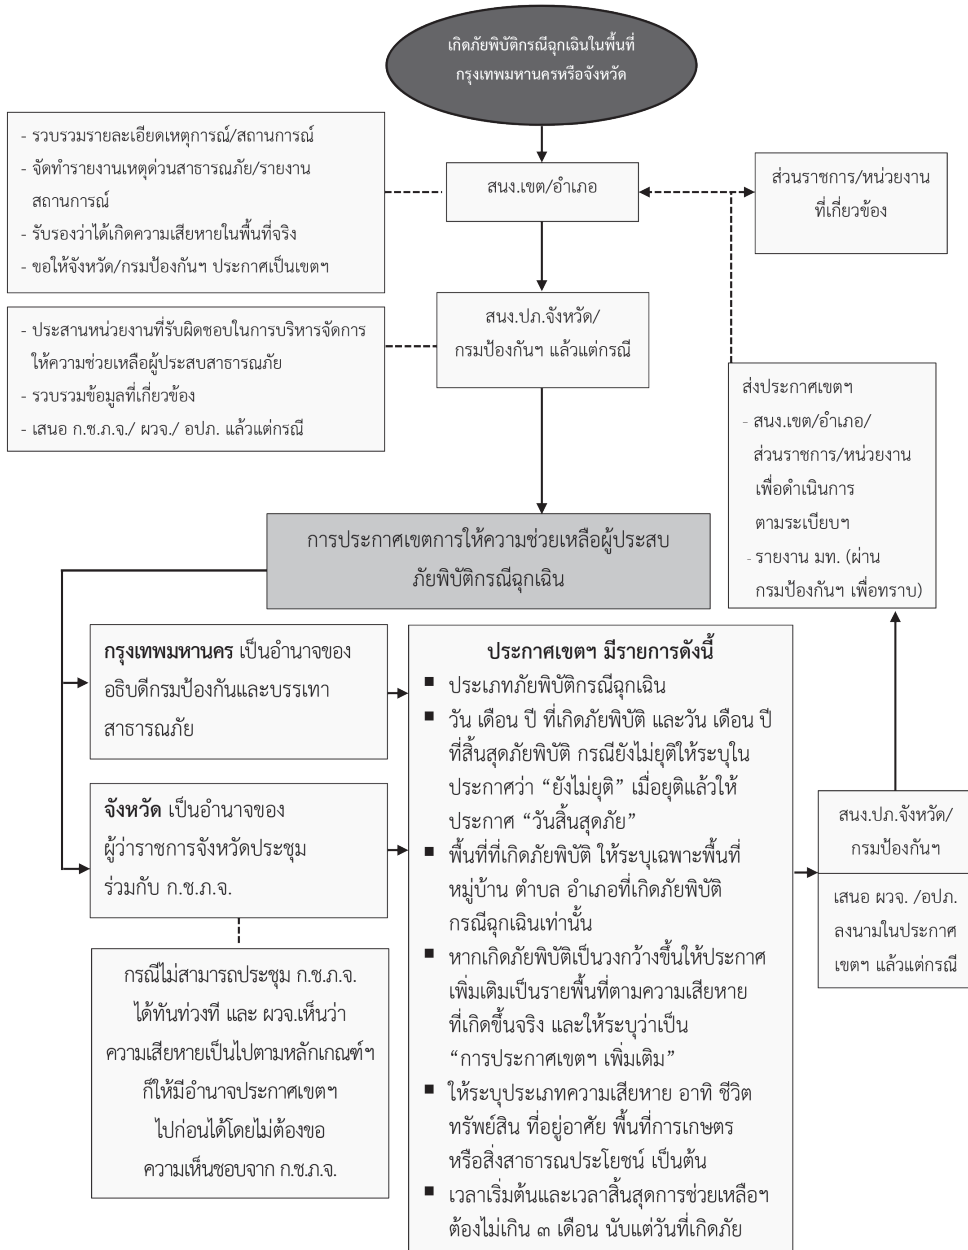 เกิดภัยพิบัติกรณีฉุกเฉินในพื้นที่
กรุงเทพมหานครหรือจังหวัด
- รวบรวมรายละเอียดเหตุการณ์/สถานการณ์
- จัดทำรายงานเหตุด่วนสาธารณภัย/รายงาน
สถานการณ์
- รับรองว่าได้เกิดความเสียหายในพื้นที่จริง
- ขอให้จังหวัด/กรมป้องกันฯ ประกาศเป็นเขตฯ
สนง.เขต/อำเภอ
ส่วนราชการ/หน่วยงาน
ที่เกี่ยวข้อง
- ประสานหน่วยงานที่รับผิดชอบในการบริหารจัดการ
ให้ความช่วยเหลือผู้ประสบสาธารณภัย
- รวบรวมข้อมูลที่เกี่ยวข้อง
- เสนอ ก.ช.ภ.จ./ ผวจ./ อปภ. แล้วแต่กรณี
สนง.ปภ.จังหวัด/
กรมป้องกันฯ แล้วแต่กรณี
ส่งประกาศเขตฯ
- สนง.เขต/อำเภอ/
ส่วนราชการ/หน่วยงาน
เพื่อดำเนินการ
ตามระเบียบฯ
- รายงาน มท. (ผ่าน
กรมป้องกันฯ เพื่อทราบ)
การประกาศเขตการให้ความช่วยเหลือผู้ประสบ
ภัยพิบัติกรณีฉุกเฉิน
กรุงเทพมหานคร เป็นอำนาจของ
อธิบดีกรมป้องกันและบรรเทา
สาธารณภัย
จังหวัด เป็นอำนาจของ
ผู้ว่าราชการจังหวัดประชุม
ร่วมกับ ก.ช.ภ.จ.
กรณีไม่สามารถประชุม ก.ช.ภ.จ.
ได้ทันท่วงที และ ผวจ.เห็นว่า
ความเสียหายเป็นไปตามหลักเกณฑ์ฯ
ก็ให้มีอำนาจประกาศเขตฯ
ไปก่อนได้โดยไม่ต้องขอ
ความเห็นชอบจาก ก.ช.ภ.จ.
ประกาศเขตฯ มีรายการดังนี้
▪ ประเภทภัยพิบัติกรณีฉุกเฉิน
▪ วัน เดือน ปี ที่เกิดภัยพิบัติ และวัน เดือน ปี
ที่สิ้นสุดภัยพิบัติ กรณียังไม่ยุติให้ระบุใน
ประกาศว่า “ยังไม่ยุติ” เมื่อยุติแล้วให้
ประกาศ “วันสิ้นสุดภัย”
▪ พื้นที่ที่เกิดภัยพิบัติ ให้ระบุเฉพาะพื้นที่
หมู่บ้าน ตำบล อำเภอที่เกิดภัยพิบัติ
กรณีฉุกเฉินเท่านั้น
▪ หากเกิดภัยพิบัติเป็นวงกว้างขึ้นให้ประกาศ
เพิ่มเติมเป็นรายพื้นที่ตามความเสียหาย
ที่เกิดขึ้นจริง และให้ระบุว่าเป็น
“การประกาศเขตฯ เพิ่มเติม”
▪ ให้ระบุประเภทความเสียหาย อาทิ ชีวิต
ทรัพย์สิน ที่อยู่อาศัย พื้นที่การเกษตร
หรือสิ่งสาธารณประโยชน์ เป็นต้น
▪ เวลาเริ่มต้นและเวลาสิ้นสุดการช่วยเหลือฯ
ต้องไม่เกิน ๓ เดือน นับแต่วันที่เกิดภัย
สนง.ปภ.จังหวัด/
กรมป้องกันฯ
เสนอ ผวจ. /อปภ.
ลงนามในประกาศ
เขตฯ แล้วแต่กรณี